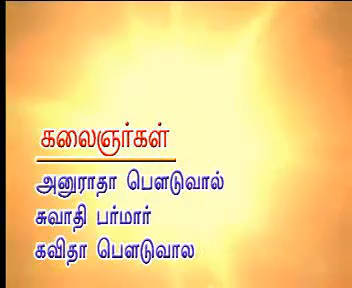 கலைஞர்கள்
அனுராதா பௌடுவால்
சுவாதி பர்மார்
கவிதா பௌடுவால